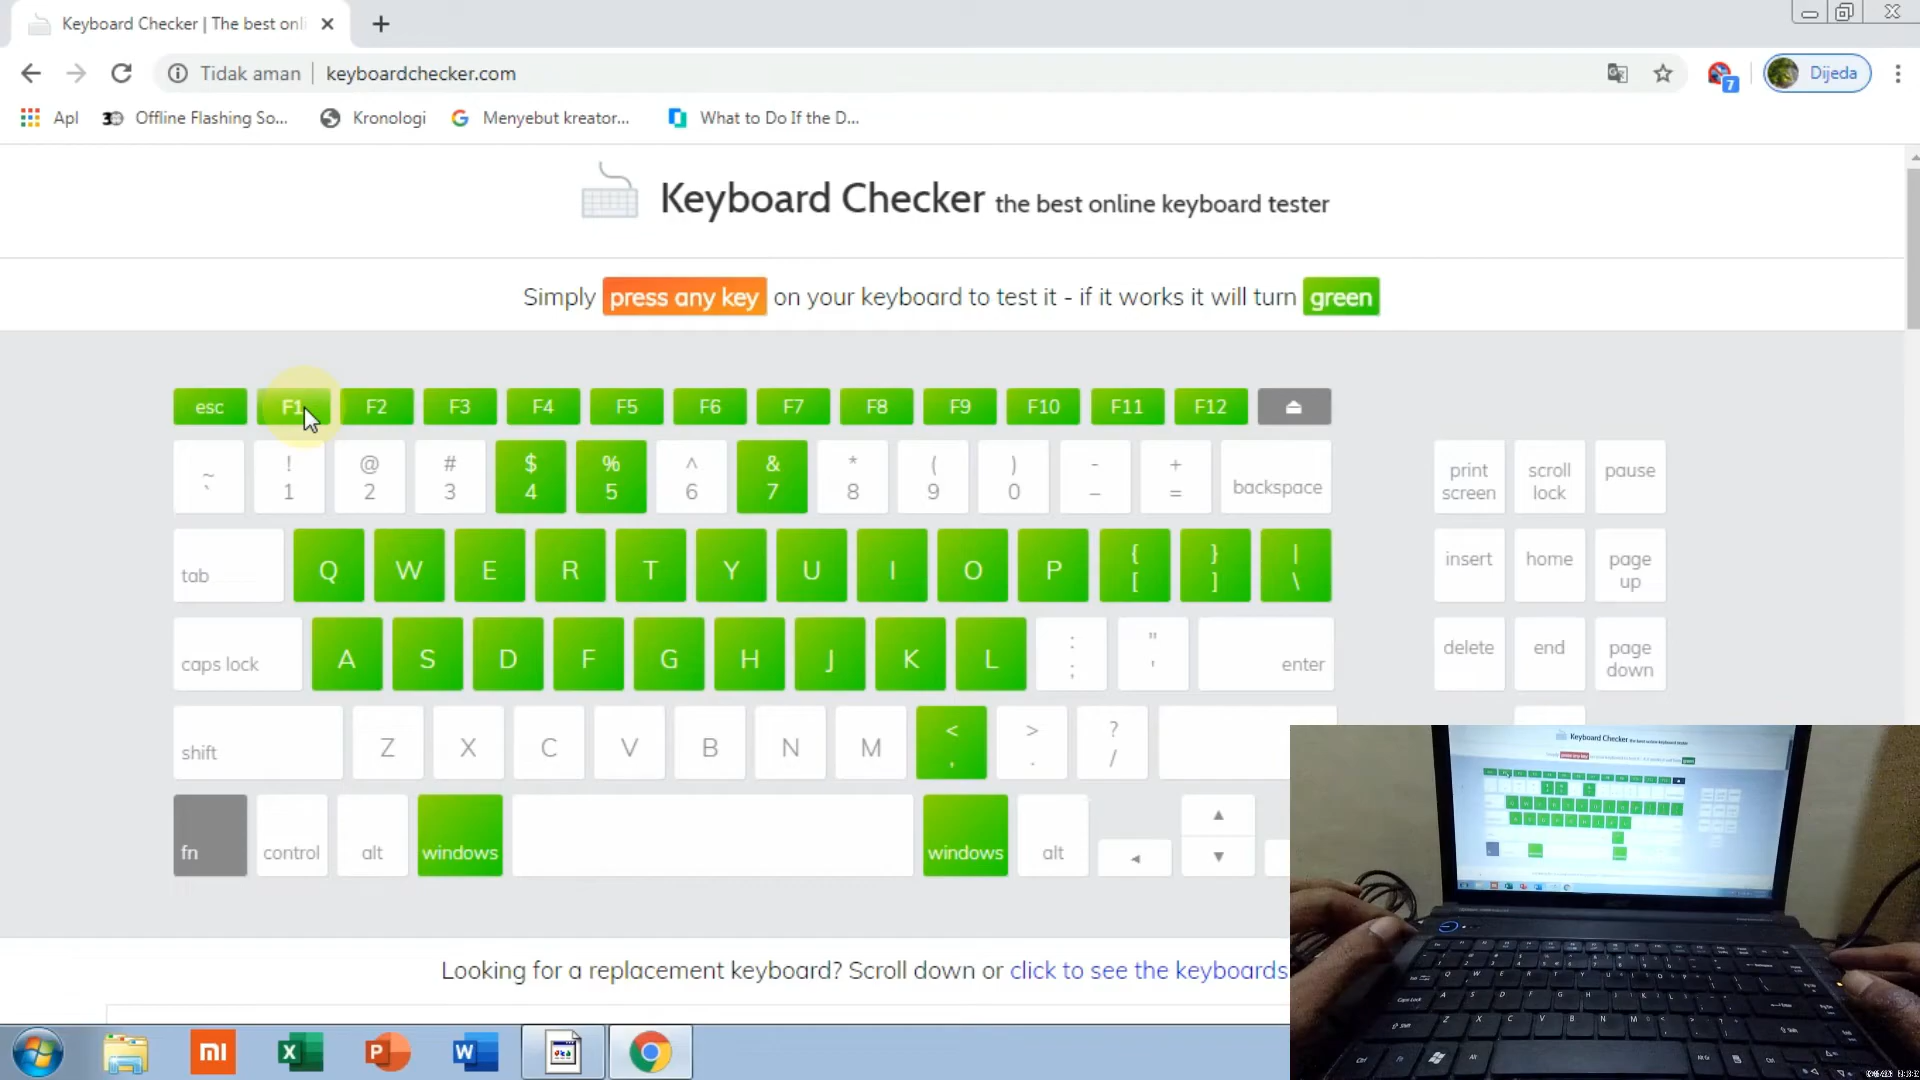 Keyboard Checker | The best onli
Tidak aman
keyboardchecker.com
7
Dijeda
Apl
Offline Flashing So...
Kronologi
Menyebut kreator...
What to Do If the D...
Keyboard Checker the best online keyboard tester
Simply press any key on your keyboard to test it - if it works it will turn green
esc F1 F2 F3 F4 F5 F6 F7 F8 F9 F10 F11 F12
~ ! @ # $ % ^ & * ( ) - +
` 1 2 3 4 5 6 7 8 9 0 – = backspace
print screen
scroll lock
pause
tab Q W E R T Y U I O P { [ } ] | \
insert
home
page up
caps lock A S D F G H J K L : ; " ' enter
delete
end
page down
shift Z X C V B N M < , > . ? /
fn control alt windows windows alt
Looking for a replacement keyboard? Scroll down or click to see the keyboards
Keyboard Checker